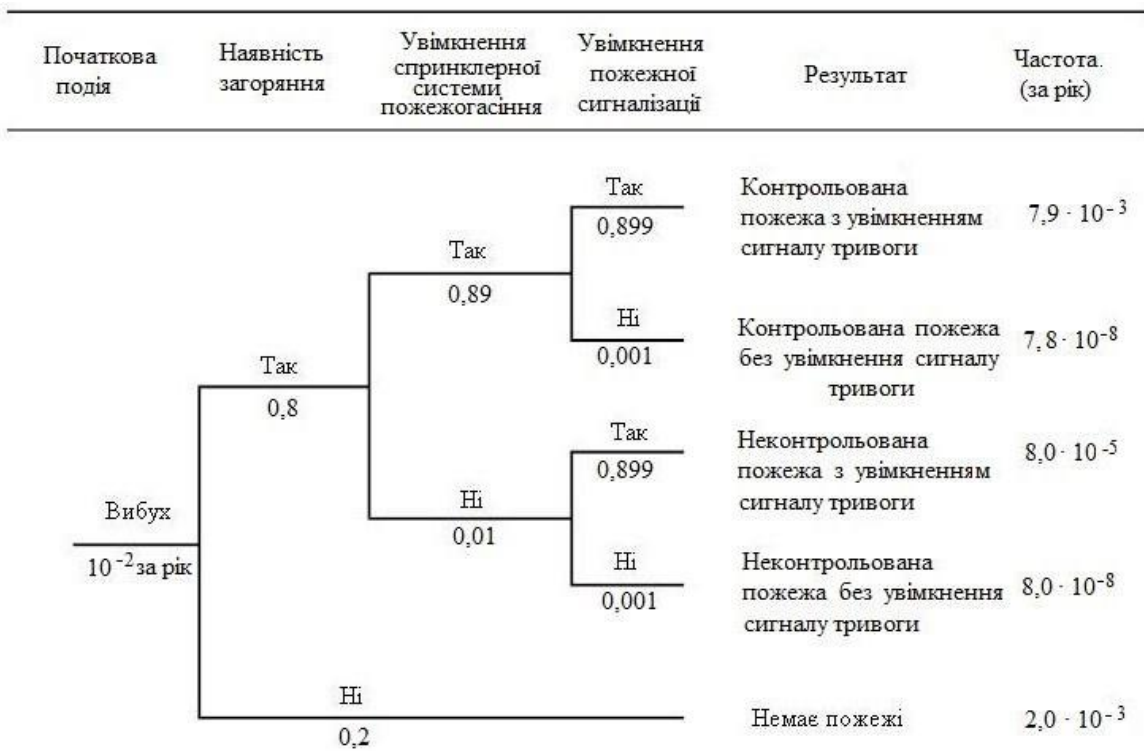 Початкова
подія
Наявність
загоряння
Увімкнення
спринклерної
системи
пожежогасіння
Увімкнення
пожежної
сигналізації
Результат
Частота.
(за рік)
Так
0,899
Контрольована
пожежа з увімкненням
сигналу тривоги
7,9 · 10⁻³
Так
0,89
Ні
0,001
Контрольована пожежа
без увімкнення сигналу
тривоги
7,8 · 10⁻⁸
Так
0,8
Так
0,899
Неконтрольована
пожежа з увімкненням
сигналу тривоги
8,0 · 10⁻⁵
Ні
0,01
Вибух
10⁻² за рік
Ні
0,001
Неконтрольована
пожежа без увімкнення
сигналу тривоги
8,0 · 10⁻⁸
Ні
0,2
Немає пожежі
2,0 · 10⁻³